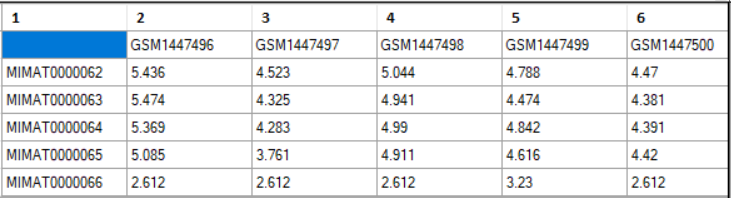 1 2 3 4 5 6
GSM1447496 GSM1447497 GSM1447498 GSM1447499 GSM1447500
MIMAT0000062 5.436 4.523 5.044 4.788 4.47
MIMAT0000063 5.474 4.325 4.941 4.474 4.381
MIMAT0000064 5.369 4.283 4.99 4.842 4.391
MIMAT0000065 5.085 3.761 4.911 4.616 4.42
MIMAT0000066 2.612 2.612 2.612 3.23 2.612